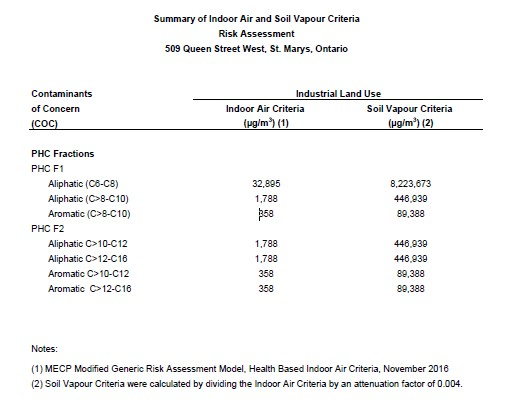 Summary of Indoor Air and Soil Vapour Criteria
Risk Assessment
509 Queen Street West, St. Marys, Ontario
Contaminants Industrial Land Use
of Concern Indoor Air Criteria Soil Vapour Criteria
(COC) (µg/m³) (1) (µg/m³) (2)
PHC Fractions
PHC F1
Aliphatic (C6-C8) 32,895 8,223,673
Aliphatic (C>8-C10) 1,788 446,939
Aromatic (C>8-C10) 358 89,388
PHC F2
Aliphatic C>10-C12 1,788 446,939
Aliphatic C>12-C16 1,788 446,939
Aromatic C>10-C12 358 89,388
Aromatic C>12-C16 358 89,388
Notes:
(1) MECP Modified Generic Risk Assessment Model, Health Based Indoor Air Criteria, November 2016
(2) Soil Vapour Criteria were calculated by dividing the Indoor Air Criteria by an attenuation factor of 0.004.